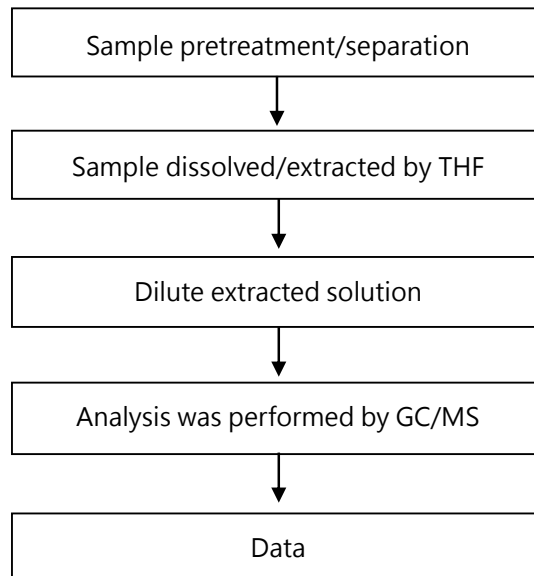 Sample pretreatment/separation
Sample dissolved/extracted by THF
Dilute extracted solution
Analysis was performed by GC/MS
Data